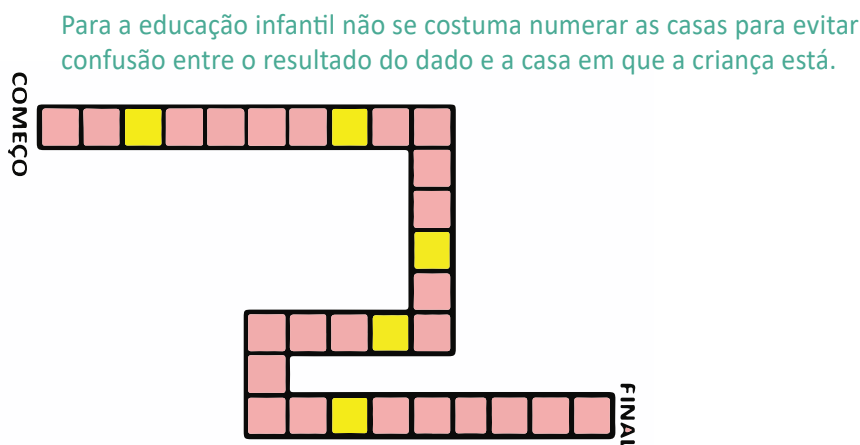 Para a educação infantil não se costuma numerar as casas para evitar
confusão entre o resultado do dado e a casa em que a criança está.
COMEÇO
FINAL